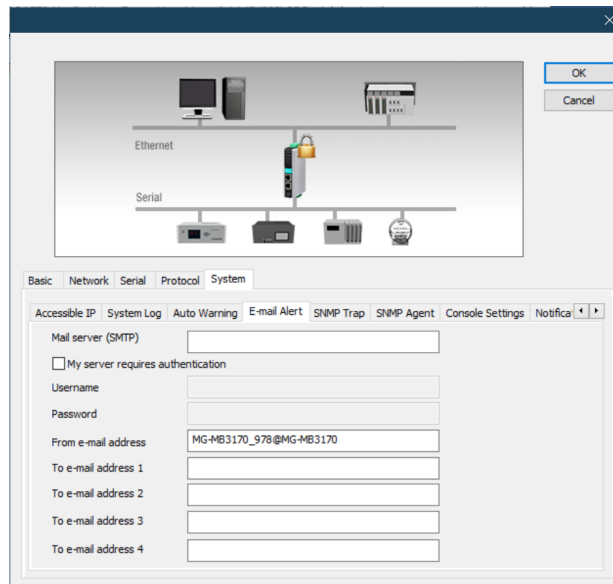 OK
Cancel
Ethernet
Serial
Basic Network Serial Protocol System
Accessible IP System Log Auto Warning E-mail Alert SNMP Trap SNMP Agent Console Settings Notifica
Mail server (SMTP)
My server requires authentication
Username
Password
From e-mail address MG-MB3170_978@MG-MB3170
To e-mail address 1
To e-mail address 2
To e-mail address 3
To e-mail address 4